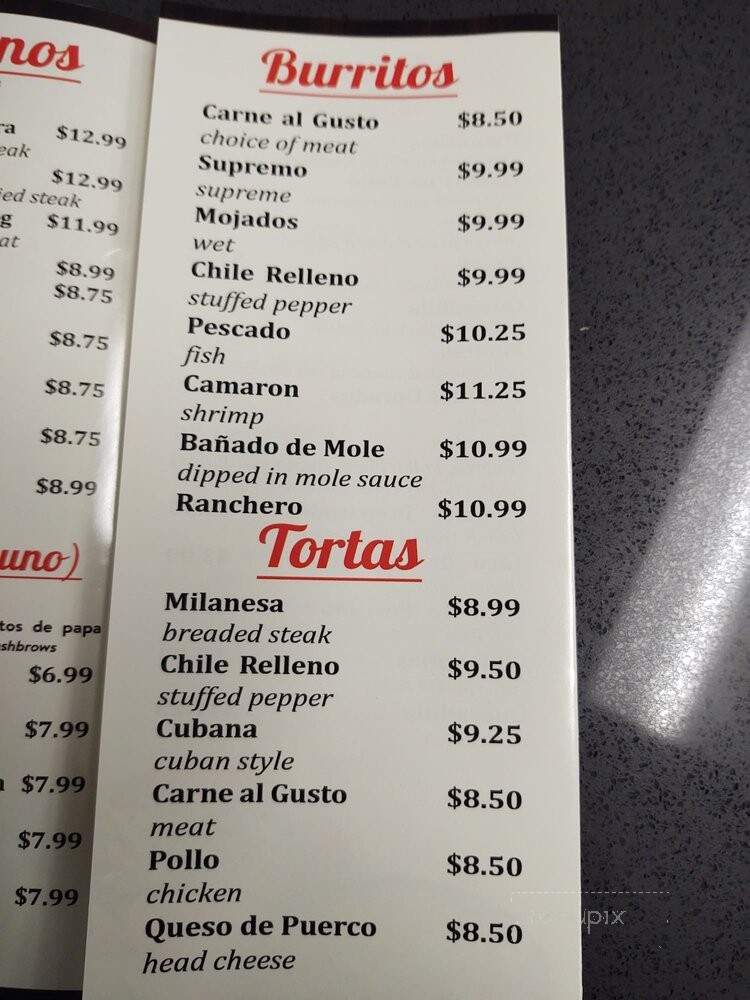 nos
$12.99
eak
$12.99
ied steak
$11.99
at
$8.99
$8.75
$8.75
$8.75
$8.75
$8.99
uno)
tos de papa
shbrows
$6.99
$7.99
$7.99
$7.99
$7.99
Burritos
Carne al Gusto $8.50
choice of meat
Supremo $9.99
supreme
Mojados $9.99
wet
Chile Relleno $9.99
stuffed pepper
Pescado $10.25
fish
Camaron $11.25
shrimp
Bañado de Mole $10.99
dipped in mole sauce
Ranchero $10.99
Tortas
Milanesa $8.99
breaded steak
Chile Relleno $9.50
stuffed pepper
Cubana $9.25
cuban style
Carne al Gusto $8.50
meat
Pollo $8.50
chicken
Queso de Puerco $8.50
head cheese